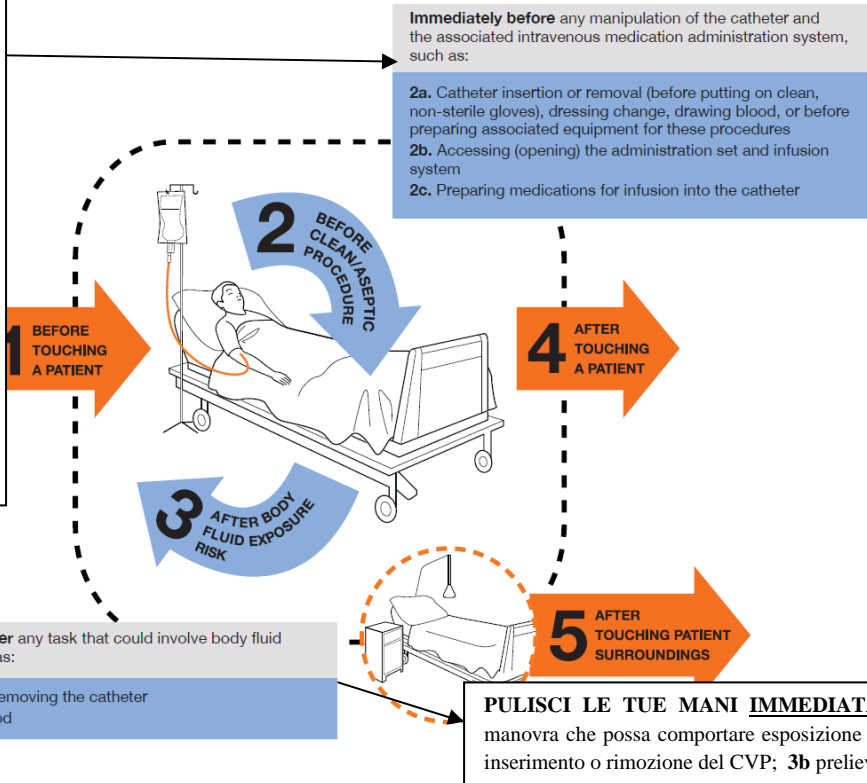 Immediately before any manipulation of the catheter and
the associated intravenous medication administration system,
such as:
2a. Catheter insertion or removal (before putting on clean,
non-sterile gloves), dressing change, drawing blood, or before
preparing associated equipment for these procedures
2b. Accessing (opening) the administration set and infusion
system
2c. Preparing medications for infusion into the catheter
2
BEFORE
CLEAN/ASEPTIC
PROCEDURE
1
BEFORE
TOUCHING
A PATIENT
4
AFTER
TOUCHING
A PATIENT
3
AFTER BODY
FLUID EXPOSURE
RISK
5
AFTER
TOUCHING PATIENT
SURROUNDINGS
any task that could involve body fluid
as:
removing the catheter
PULISCI LE TUE MANI
manovra che possa comportare esposizione
inserimento o rimozione del CVP; 3b